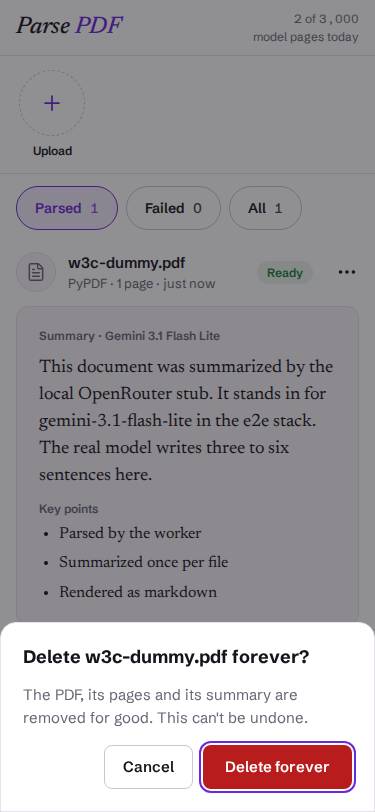 Parse PDF
2 of 3,000
model pages today
Upload
Parsed 1
Failed 0
All 1
w3c-dummy.pdf
PyPDF · 1 page · just now
Ready
Summary · Gemini 3.1 Flash Lite
This document was summarized by the
local OpenRouter stub. It stands in for
gemini-3.1-flash-lite in the e2e stack.
The real model writes three to six
sentences here.
Key points
• Parsed by the worker
• Summarized once per file
• Rendered as markdown
Delete w3c-dummy.pdf forever?
The PDF, its pages and its summary are
removed for good. This can't be undone.
Cancel
Delete forever